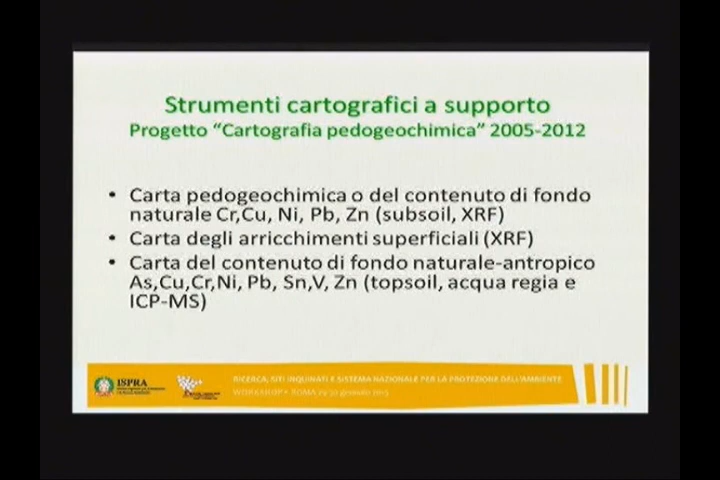 Strumenti cartografici a supporto
Progetto “Cartografia pedogeochimica” 2005-2012
• Carta pedogeochimica o del contenuto di fondo
naturale Cr,Cu, Ni, Pb, Zn (subsoil, XRF)
• Carta degli arricchimenti superficiali (XRF)
• Carta del contenuto di fondo naturale-antropico
As,Cu,Cr,Ni, Pb, Sn,V, Zn (topsoil, acqua regia e
ICP-MS)
ISPRA
RICERCA, SITI INQUINATI E SISTEMA NAZIONALE PER LA PROTEZIONE DELL'AMBIENTE
WORKSHOP • ROMA gennaio